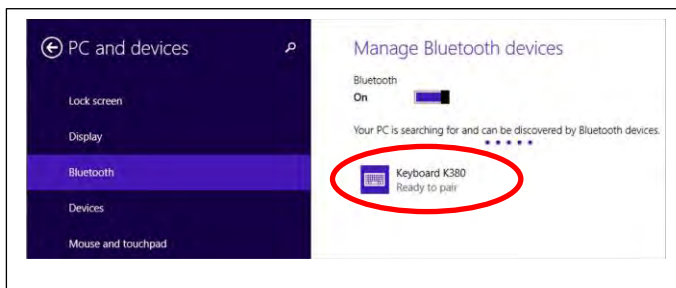 PC and devices
Lock screen
Display
Bluetooth
Devices
Mouse and touchpad
Manage Bluetooth devices
Bluetooth
On
Your PC is searching for and can be discovered by Bluetooth devices.
Keyboard K380
Ready to pair